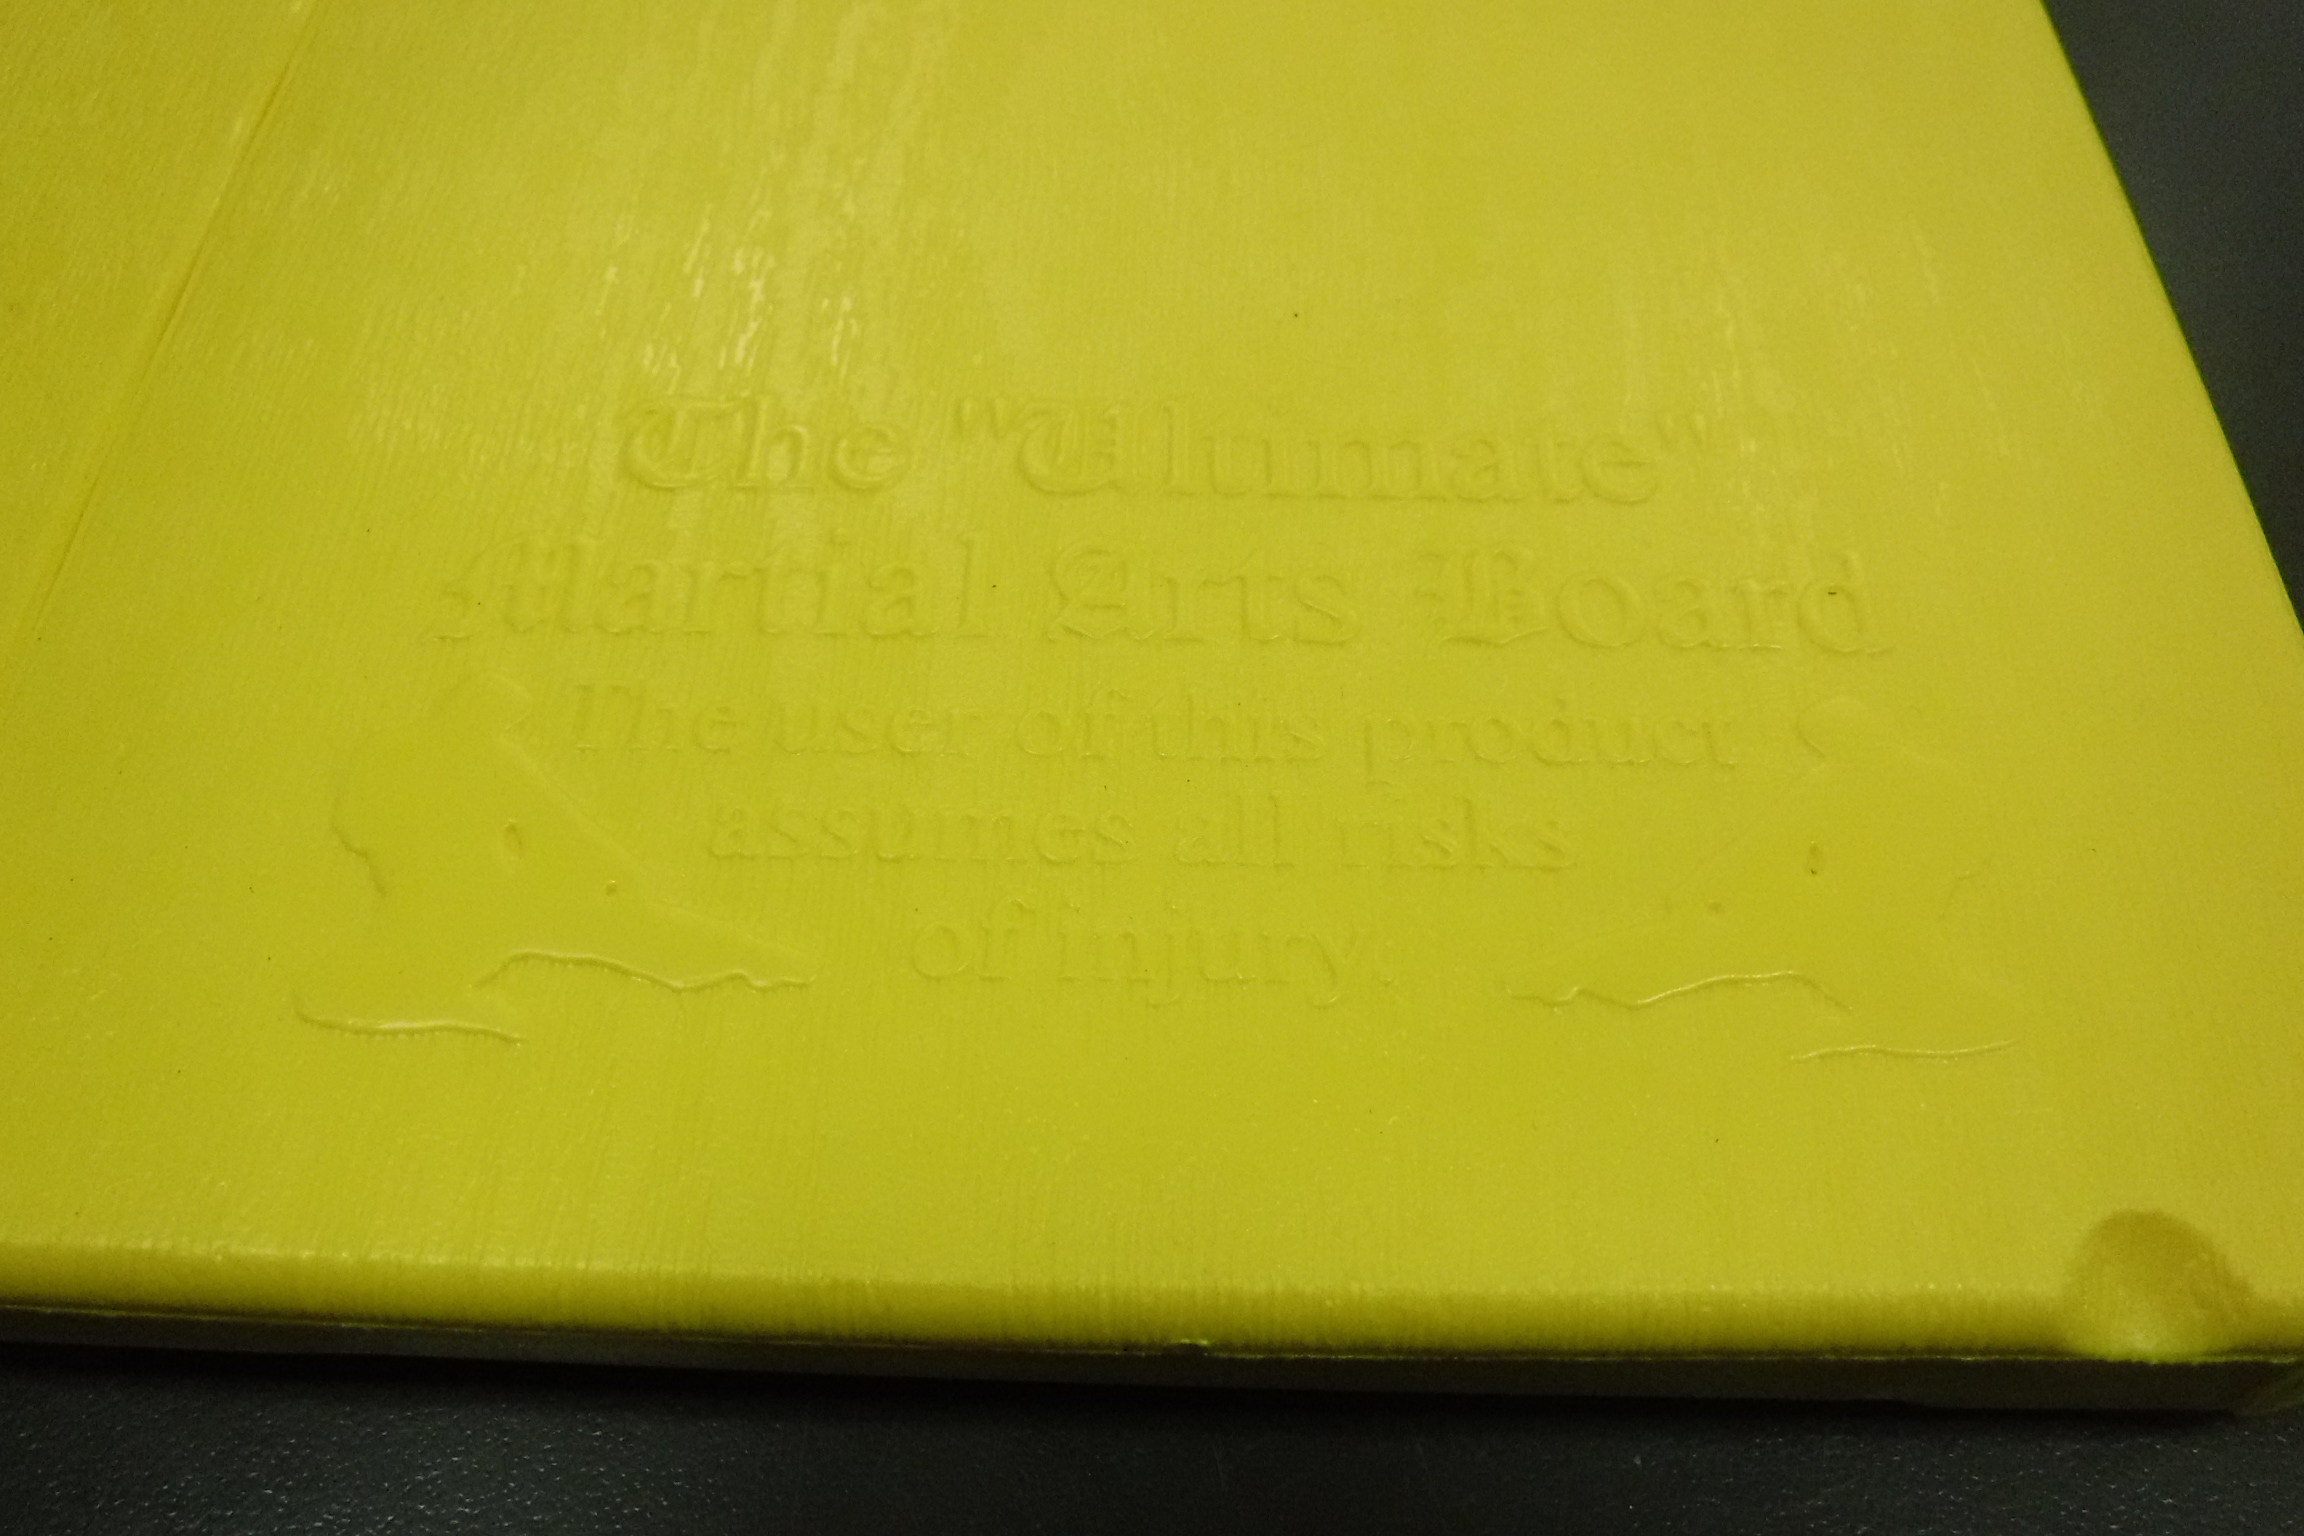 The "Ultimate"
Martial Arts Board
The user of this product
assumes all risks
of injury.